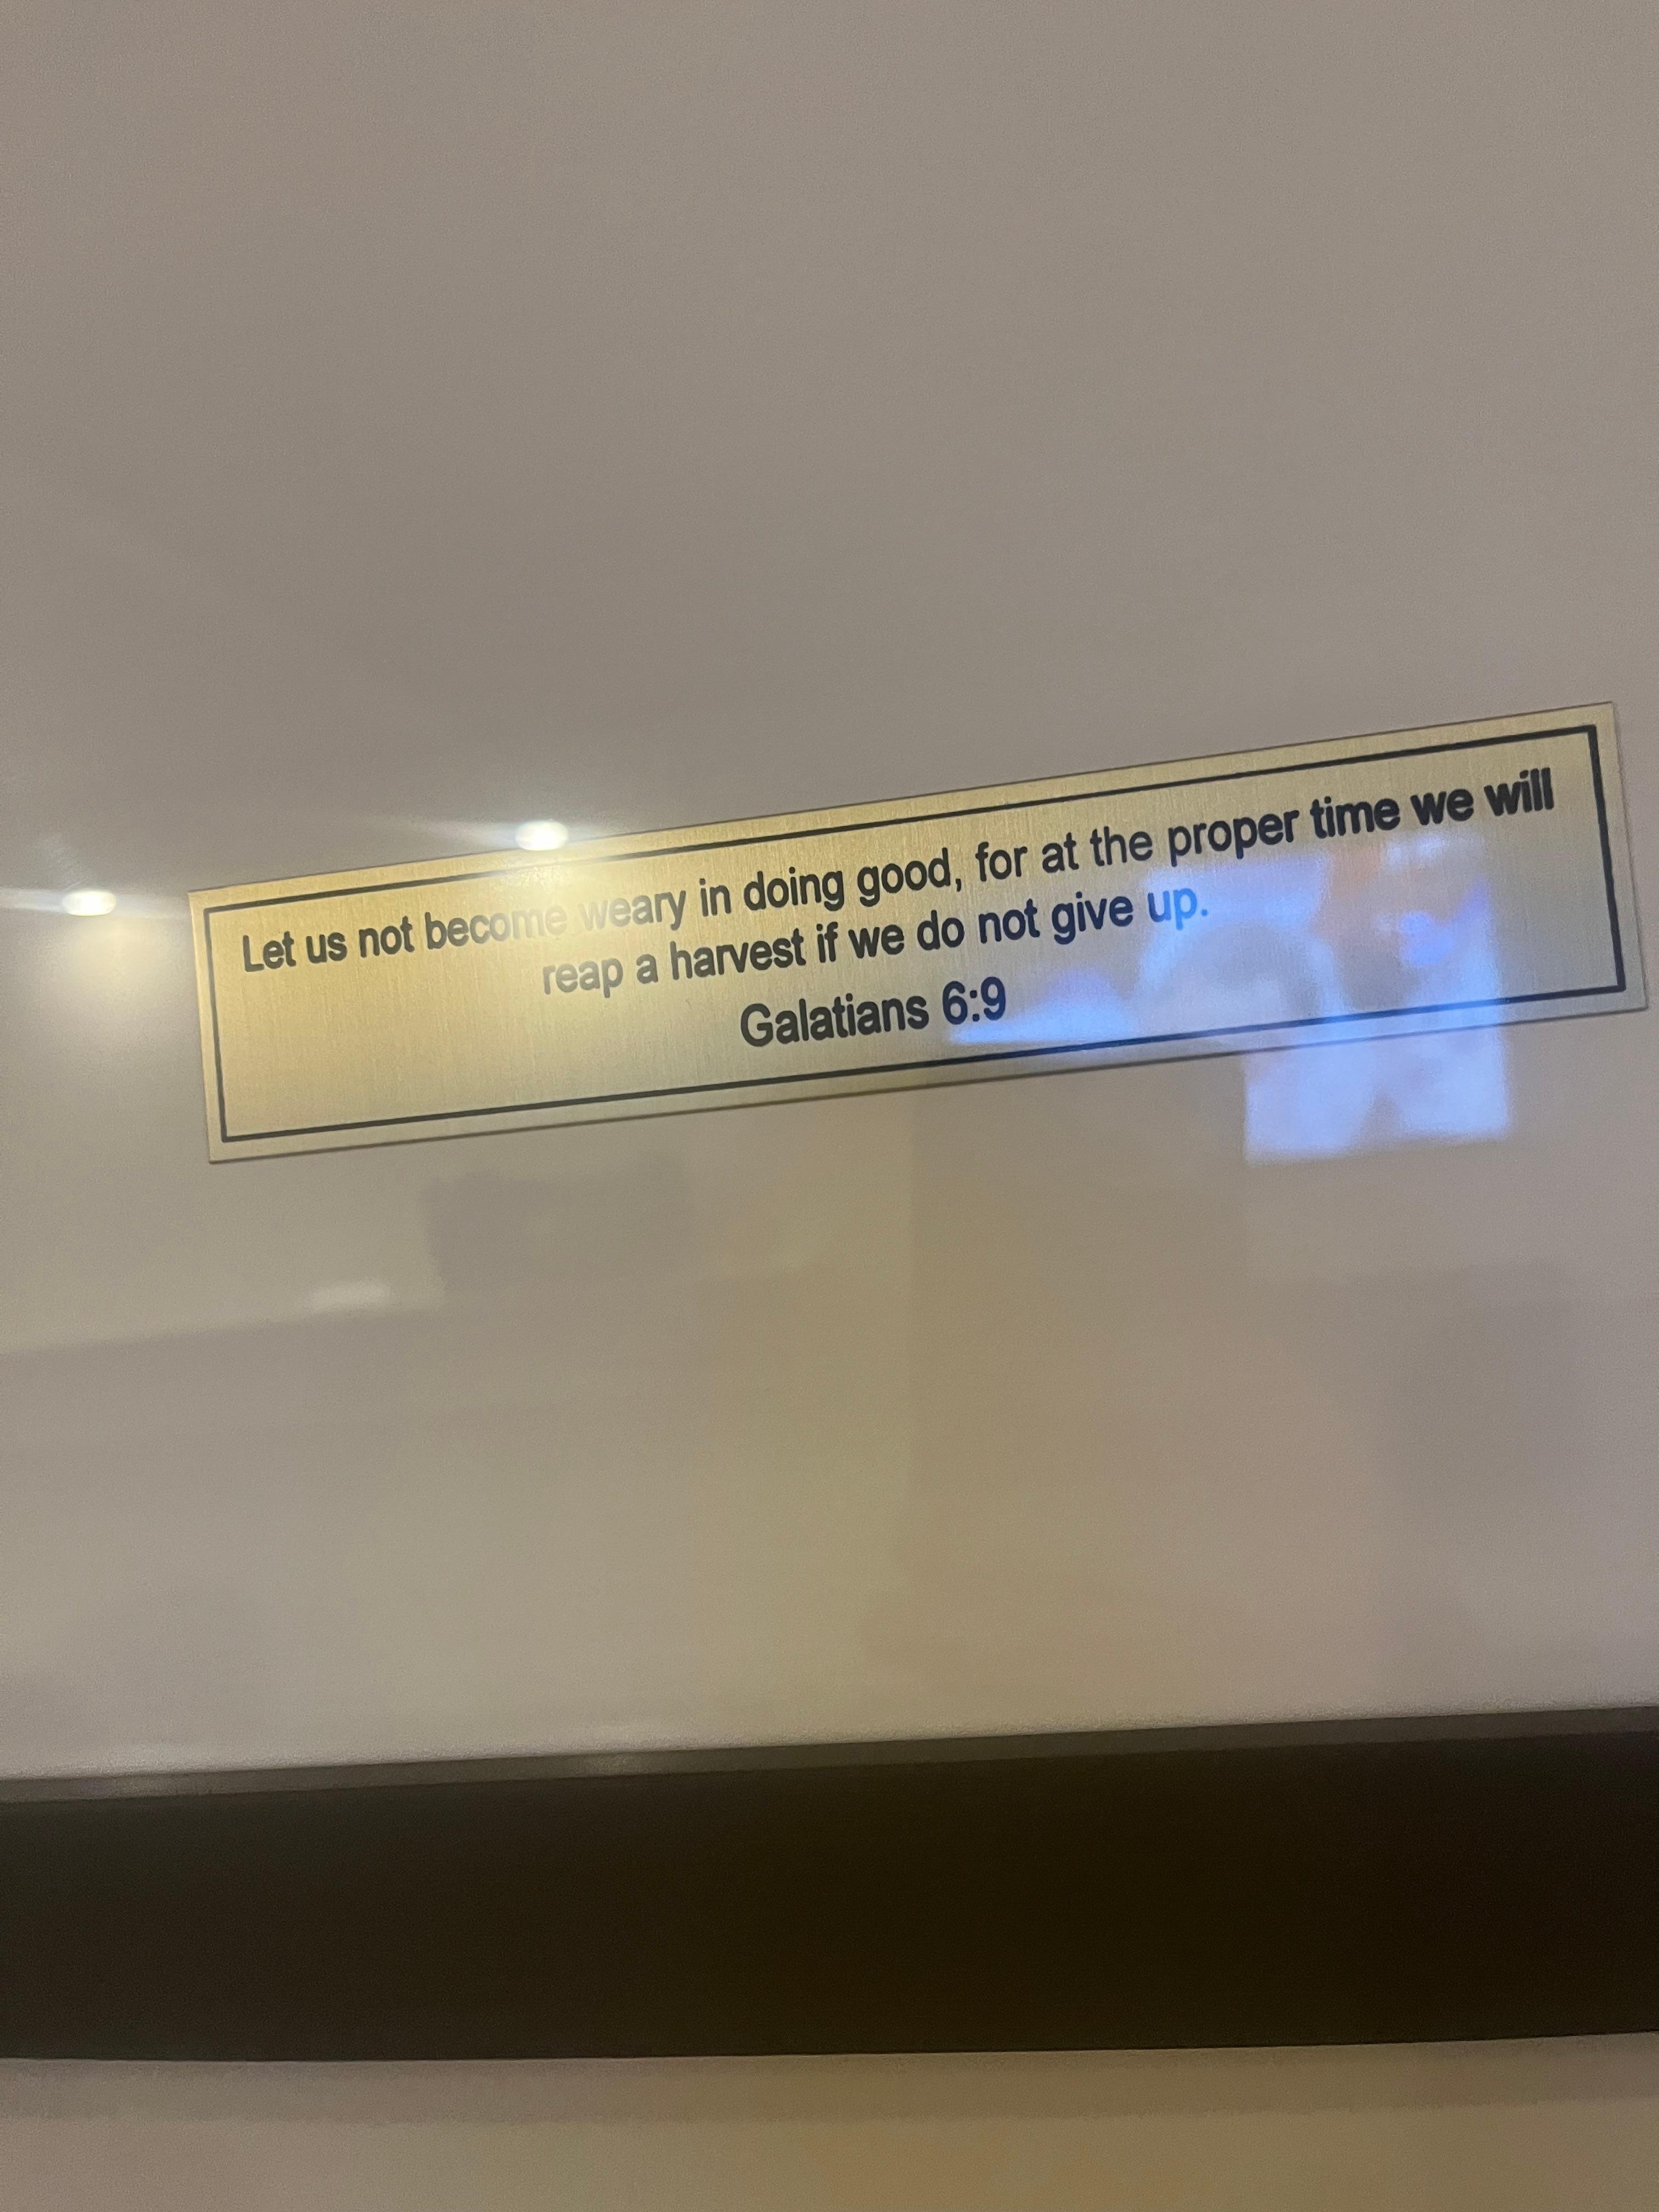 Let us not become weary in doing good, for at the proper time we will
reap a harvest if we do not give up.
Galatians 6:9